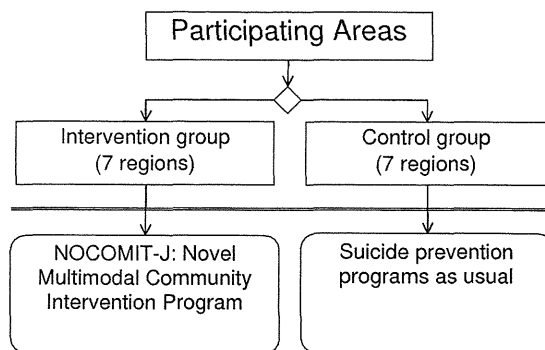 Participating Areas
Intervention group
(7 regions)
Control group
(7 regions)
NOCOMIT-J: Novel
Multimodal Community
Intervention Program
Suicide prevention
programs as usual